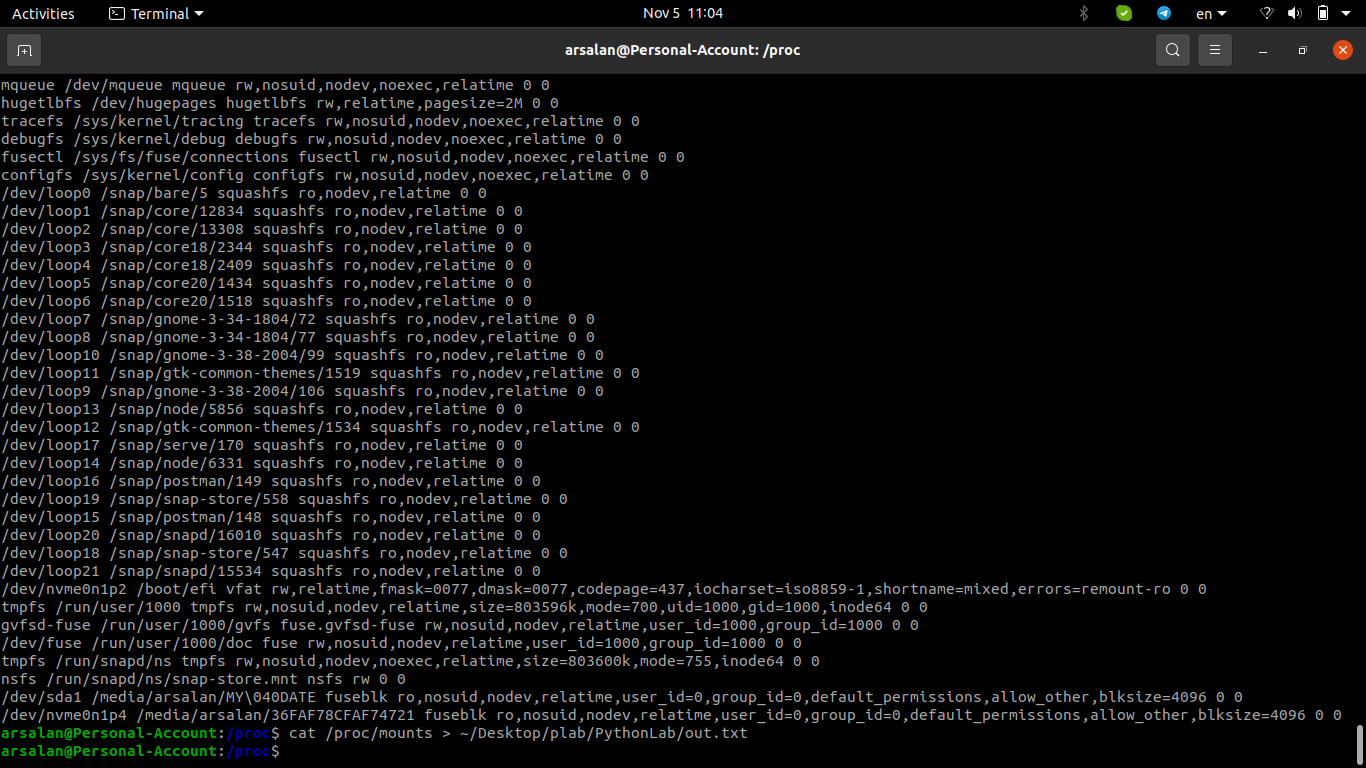 Activities Terminal Nov 5 11:04 en
arsalan@Personal-Account: /proc
mqueue /dev/mqueue mqueue rw,nosuid,nodev,noexec,relatime 0 0
hugetlbfs /dev/hugepages hugetlbfs rw,relatime,pagesize=2M 0 0
tracefs /sys/kernel/tracing tracefs rw,nosuid,nodev,noexec,relatime 0 0
debugfs /sys/kernel/debug debugfs rw,nosuid,nodev,noexec,relatime 0 0
fusectl /sys/fs/fuse/connections fusectl rw,nosuid,nodev,noexec,relatime 0 0
configfs /sys/kernel/config configfs rw,nosuid,nodev,noexec,relatime 0 0
/dev/loop0 /snap/bare/5 squashfs ro,nodev,relatime 0 0
/dev/loop1 /snap/core/12834 squashfs ro,nodev,relatime 0 0
/dev/loop2 /snap/core/13308 squashfs ro,nodev,relatime 0 0
/dev/loop3 /snap/core18/2344 squashfs ro,nodev,relatime 0 0
/dev/loop4 /snap/core18/2409 squashfs ro,nodev,relatime 0 0
/dev/loop5 /snap/core20/1434 squashfs ro,nodev,relatime 0 0
/dev/loop6 /snap/core20/1518 squashfs ro,nodev,relatime 0 0
/dev/loop7 /snap/gnome-3-34-1804/72 squashfs ro,nodev,relatime 0 0
/dev/loop8 /snap/gnome-3-34-1804/77 squashfs ro,nodev,relatime 0 0
/dev/loop10 /snap/gnome-3-38-2004/99 squashfs ro,nodev,relatime 0 0
/dev/loop11 /snap/gtk-common-themes/1519 squashfs ro,nodev,relatime 0 0
/dev/loop9 /snap/gnome-3-38-2004/106 squashfs ro,nodev,relatime 0 0
/dev/loop13 /snap/node/5856 squashfs ro,nodev,relatime 0 0
/dev/loop12 /snap/gtk-common-themes/1534 squashfs ro,nodev,relatime 0 0
/dev/loop17 /snap/serve/170 squashfs ro,nodev,relatime 0 0
/dev/loop14 /snap/node/6331 squashfs ro,nodev,relatime 0 0
/dev/loop16 /snap/postman/149 squashfs ro,nodev,relatime 0 0
/dev/loop19 /snap/snap-store/558 squashfs ro,nodev,relatime 0 0
/dev/loop15 /snap/postman/148 squashfs ro,nodev,relatime 0 0
/dev/loop20 /snap/snapd/16010 squashfs ro,nodev,relatime 0 0
/dev/loop18 /snap/snap-store/547 squashfs ro,nodev,relatime 0 0
/dev/loop21 /snap/snapd/15534 squashfs ro,nodev,relatime 0 0
/dev/nvme0n1p2 /boot/efi vfat rw,relatime,fmask=0077,dmask=0077,codepage=437,iocharset=iso8859-1,shortname=mixed,errors=remount-ro 0 0
tmpfs /run/user/1000 tmpfs rw,nosuid,nodev,relatime,size=803596k,mode=700,uid=1000,gid=1000,inode64 0 0
gvfsd-fuse /run/user/1000/gvfs fuse.gvfsd-fuse rw,nosuid,nodev,relatime,user_id=1000,group_id=1000 0 0
/dev/fuse /run/user/1000/doc fuse rw,nosuid,nodev,relatime,user_id=1000,group_id=1000 0 0
tmpfs /run/snapd/ns tmpfs rw,nosuid,nodev,noexec,relatime,size=803600k,mode=755,inode64 0 0
nsfs /run/snapd/ns/snap-store.mnt nsfs rw 0 0
/dev/sda1 /media/arsalan/MY\040DATE fuseblk ro,nosuid,nodev,relatime,user_id=0,group_id=0,default_permissions,allow_other,blksize=4096 0 0
/dev/nvme0n1p4 /media/arsalan/36FAF78CFAF74721 fuseblk ro,nosuid,nodev,relatime,user_id=0,group_id=0,default_permissions,allow_other,blksize=4096 0 0
arsalan@Personal-Account:/proc$ cat /proc/mounts > ~/Desktop/plab/PythonLab/out.txt
arsalan@Personal-Account:/proc$